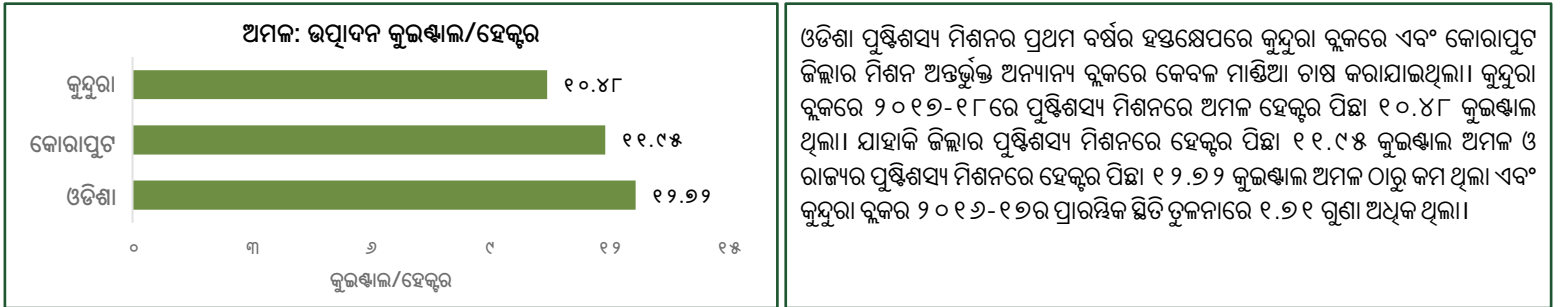 ଅମଳ: ଉତ୍ପାଦନ କୁଇଣ୍ଟାଲ/ହେକ୍ଟର
କୁନ୍ଦୁରା
୧୦.୪୮
କୋରାପୁଟ
୧୧.୯୫
ଓଡିଶା
୧୨.୭୨
୦ ୩ ୬ ୯ ୧୨ ୧୫
କୁଇଣ୍ଟାଲ/ହେକ୍ଟର
ଓଡିଶା ପୁଷ୍ଟିଶସ୍ୟ ମିଶନର ପ୍ରଥମ ବର୍ଷର ହସ୍ତକ୍ଷେପରେ କୁନ୍ଦୁରା ବ୍ଲକରେ ଏବଂ କୋରାପୁଟ
ଜିଲ୍ଲାର ମିଶନ ଅନ୍ତର୍ଭୁକ୍ତ ଅନ୍ୟାନ୍ୟ ବ୍ଲକରେ କେବଳ ମାଣ୍ଡିଆ ଚାଷ କରାଯାଇଥିଲା। କୁନ୍ଦୁରା
ବ୍ଲକରେ ୨୦୧୭-୧୮ରେ ପୁଷ୍ଟିଶସ୍ୟ ମିଶନରେ ଅମଳ ହେକ୍ଟର ପିଛା ୧୦.୪୮ କୁଇଣ୍ଟାଲ
ଥିଲା। ଯାହାକି ଜିଲ୍ଲାର ପୁଷ୍ଟିଶସ୍ୟ ମିଶନରେ ହେକ୍ଟର ପିଛା ୧୧.୯୫ କୁଇଣ୍ଟାଲ ଅମଳ ଓ
ରାଜ୍ୟର ପୁଷ୍ଟିଶସ୍ୟ ମିଶନରେ ହେକ୍ଟର ପିଛା ୧୨.୭୨ କୁଇଣ୍ଟାଲ ଅମଳ ଠାରୁ କମ ଥିଲା ଏବଂ
କୁନ୍ଦୁରା ବ୍ଲକର ୨୦୧୬-୧୭ର ପ୍ରାରମ୍ଭିକ ସ୍ଥିତି ତୁଳନାରେ ୧.୭୧ ଗୁଣା ଅଧିକ ଥିଲା।